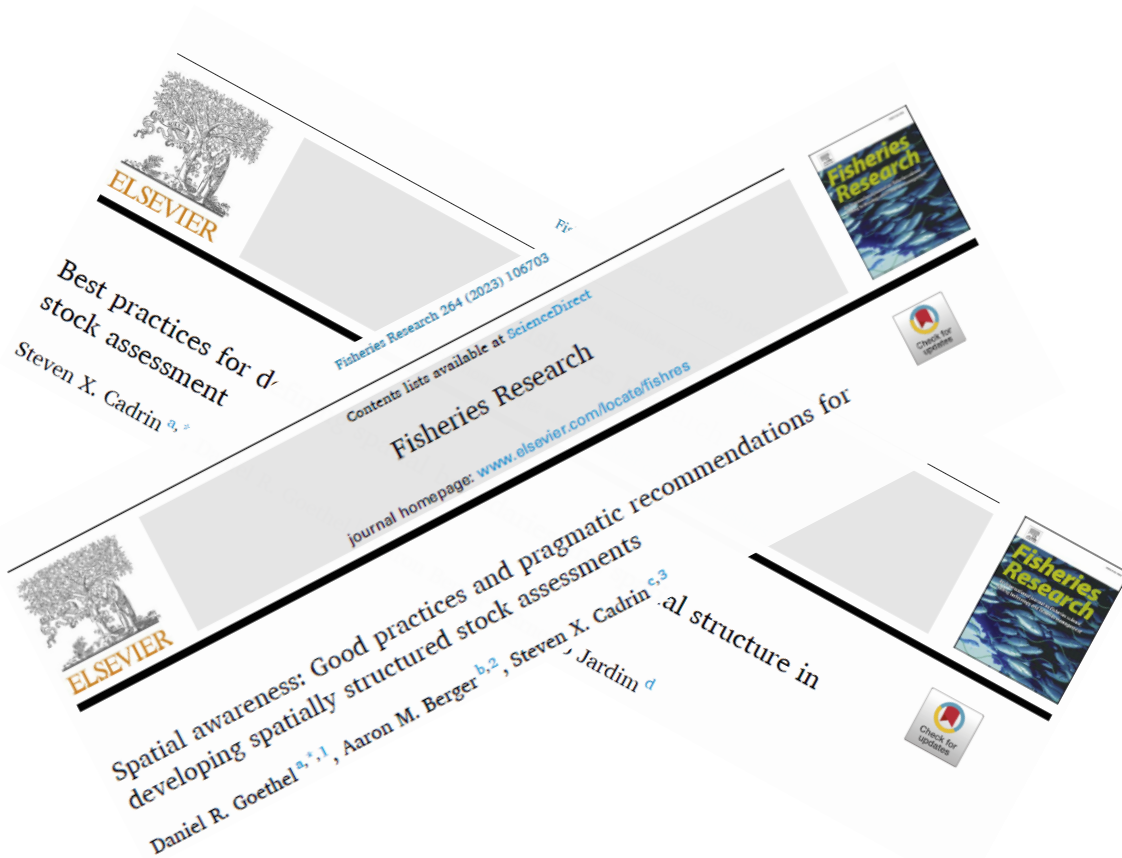 ELSEVIER
Best practices for d
stock assessment
Steven X. Cadrin a, *
Fisheries Research 264 (2023) 106703
Contents lists available at ScienceDirect
Fisheries Research
journal homepage: www.elsevier.com/locate/fishres
Fisheries
Research
Check for
updates
ELSEVIER
Spatial awareness: Good practices and pragmatic recommendations for
developing spatially structured stock assessments
Daniel R. Goethel a,*,1, Aaron M. Berger b,2, Steven X. Cadrin c,3
al structure in
, Jardim d
Fisheries
Research
Check for
updates